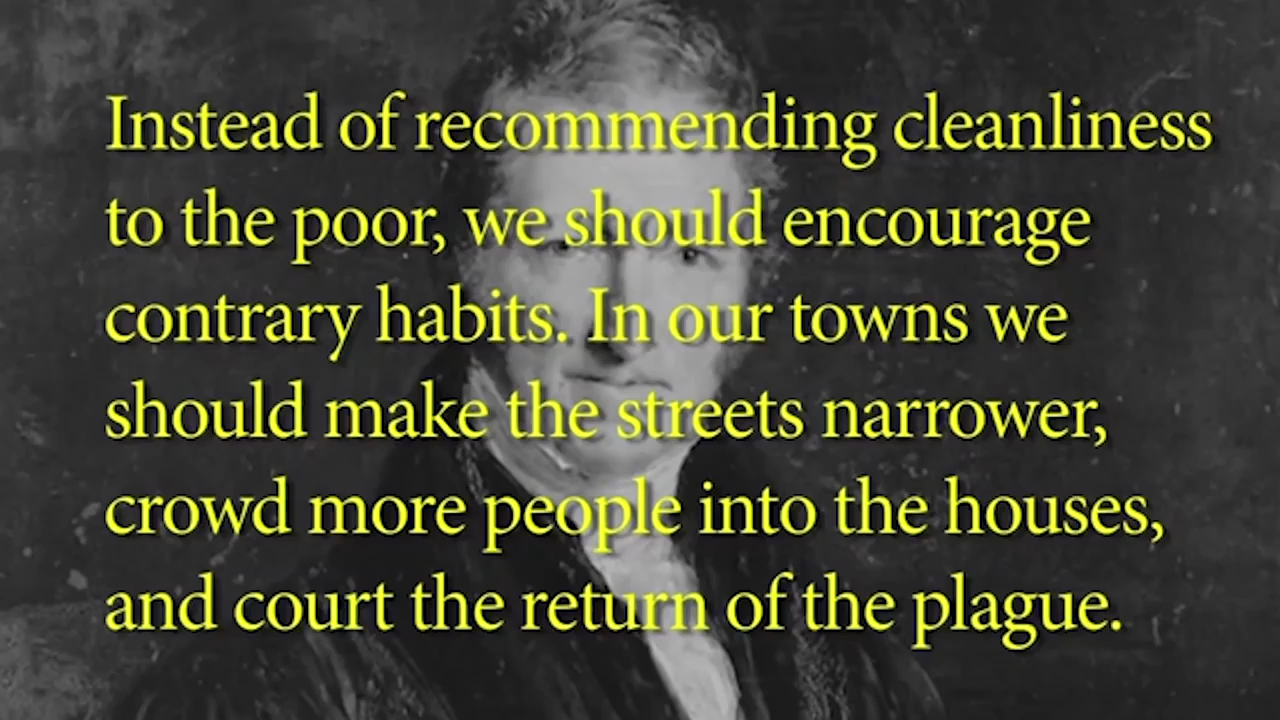 Instead of recommending cleanliness
to the poor, we should encourage
contrary habits. In our towns we
should make the streets narrower,
crowd more people into the houses,
and court the return of the plague.